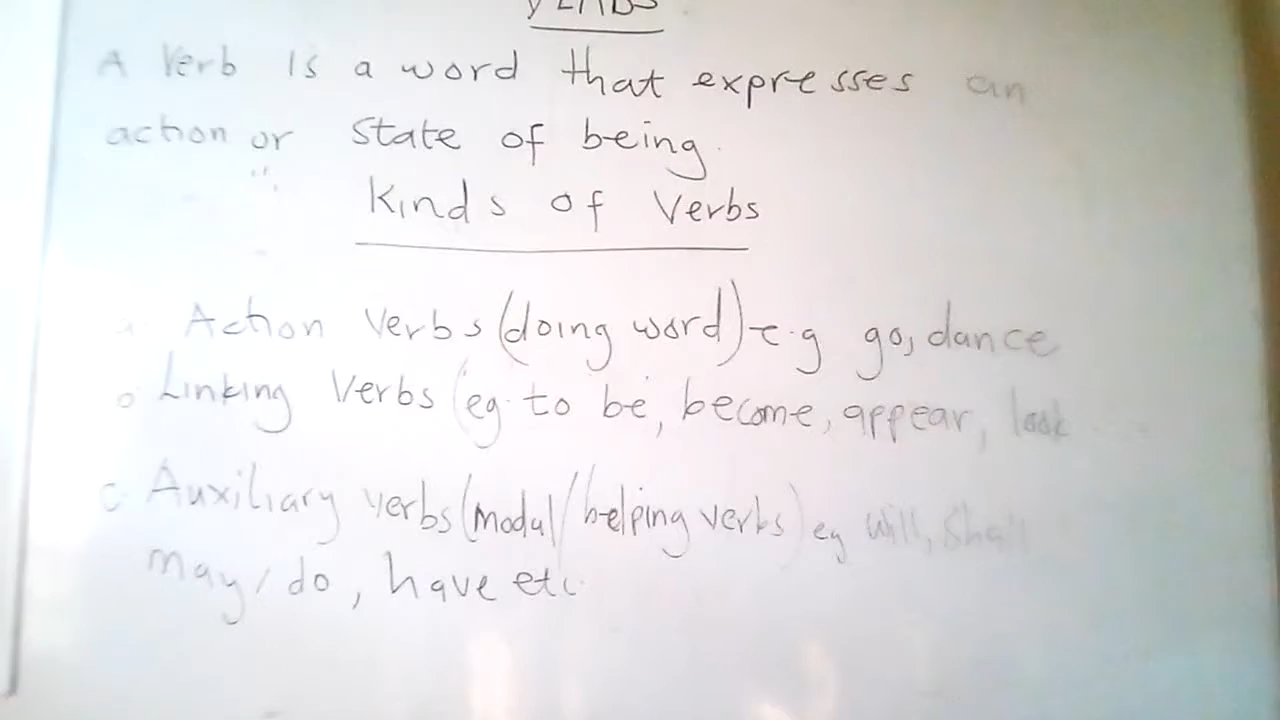 VERBS
A Verb is a word that expresses an
action or state of being.
Kinds of Verbs
a. Action Verbs (doing word) e.g go, dance
o Linking Verbs (eg. to be, become, appear, look
c Auxiliary verbs (modal/helping verbs) eg will, shall
may, do, have etc.